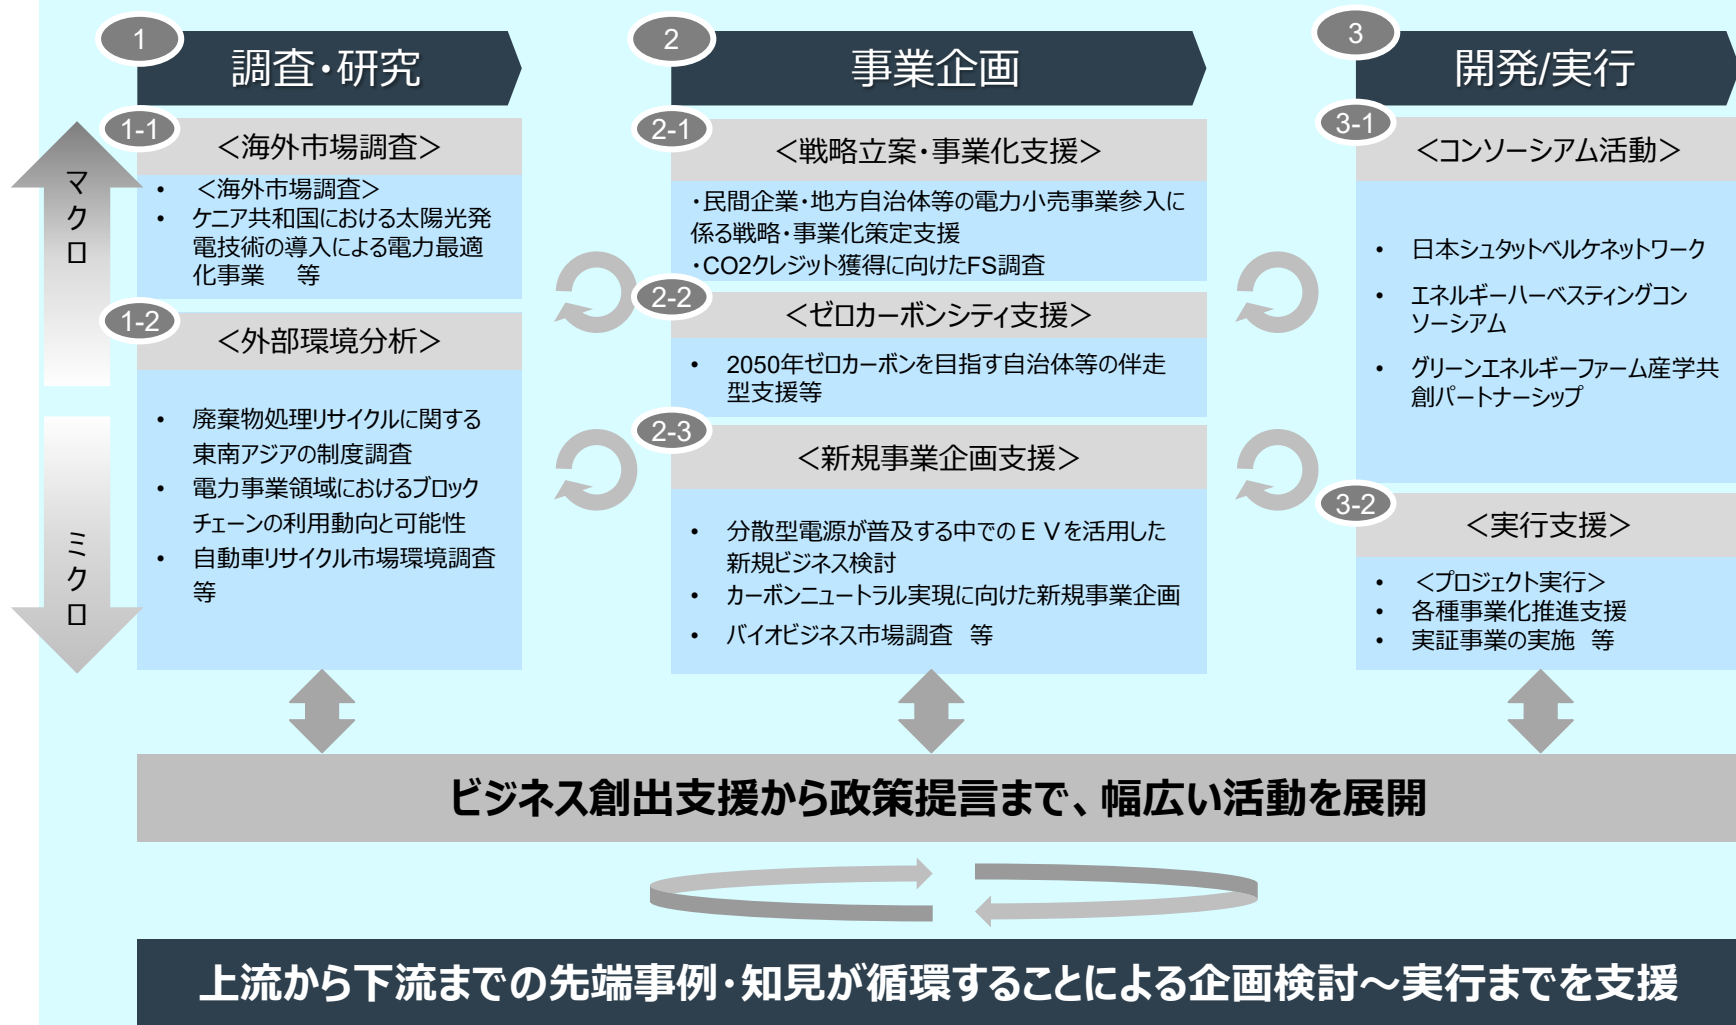 1
調査・研究
2
事業企画
3
開発/実行
マクロ
ミクロ
1-1
＜海外市場調査＞
• ＜海外市場調査＞
• ケニア共和国における太陽光発
電技術の導入による電力最適
化事業　等
1-2
＜外部環境分析＞
• 廃棄物処理リサイクルに関する
東南アジアの制度調査
• 電力事業領域におけるブロック
チェーンの利用動向と可能性
• 自動車リサイクル市場環境調査
等
2-1
＜戦略立案・事業化支援＞
・民間企業・地方自治体等の電力小売事業参入に
係る戦略・事業化策定支援
・CO2クレジット獲得に向けたFS調査
2-2
＜ゼロカーボンシティ支援＞
• 2050年ゼロカーボンを目指す自治体等の伴走
型支援等
2-3
＜新規事業企画支援＞
• 分散型電源が普及する中でのＥＶを活用した
新規ビジネス検討
• カーボンニュートラル実現に向けた新規事業企画
• バイオビジネス市場調査　等
3-1
＜コンソーシアム活動＞
• 日本シュタットベルケネットワーク
• エネルギーハーベスティングコン
ソーシアム
• グリーンエネルギーファーム産学共
創パートナーシップ
3-2
＜実行支援＞
• ＜プロジェクト実行＞
• 各種事業化推進支援
• 実証事業の実施　等
ビジネス創出支援から政策提言まで、幅広い活動を展開
上流から下流までの先端事例・知見が循環することによる企画検討～実行までを支援